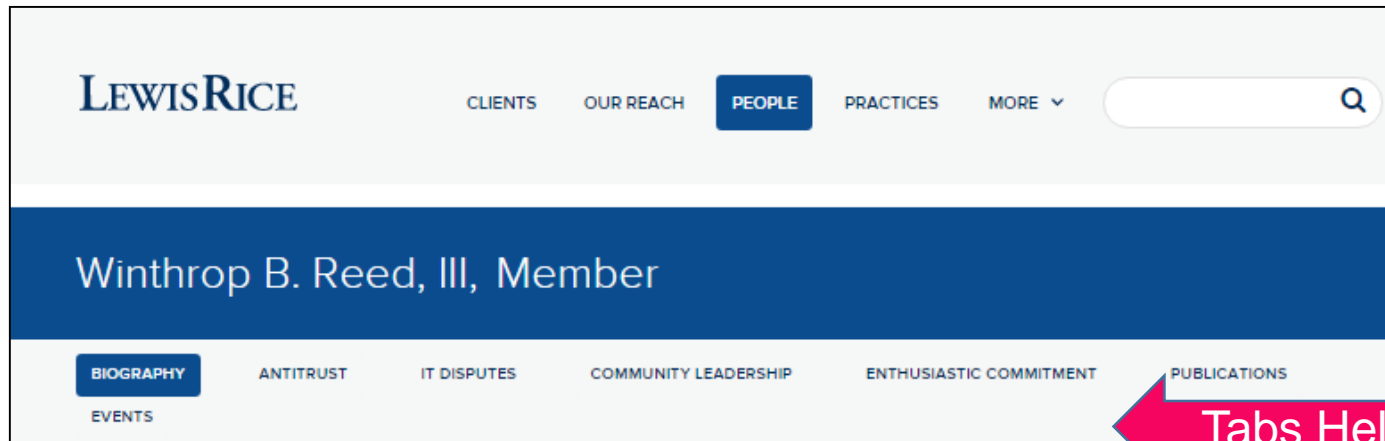 LEWISRICE CLIENTS OUR REACH PEOPLE PRACTICES MORE
Winthrop B. Reed, III, Member
BIOGRAPHY ANTITRUST IT DISPUTES COMMUNITY LEADERSHIP ENTHUSIASTIC COMMITMENT PUBLICATIONS
EVENTS
Tabs